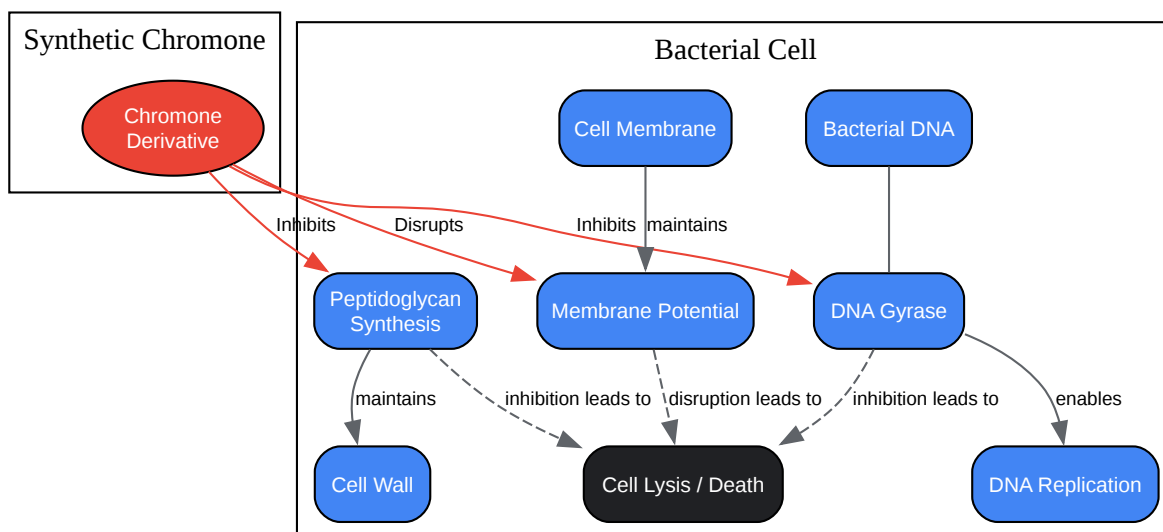 Synthetic Chromone
Bacterial Cell
Chromone
Derivative
Cell Membrane
Bacterial DNA
Inhibits
Disrupts
Inhibits
maintains
Peptidoglycan
Synthesis
Membrane Potential
DNA Gyrase
maintains
inhibition leads to
disruption leads to
inhibition leads to
enables
Cell Wall
Cell Lysis / Death
DNA Replication